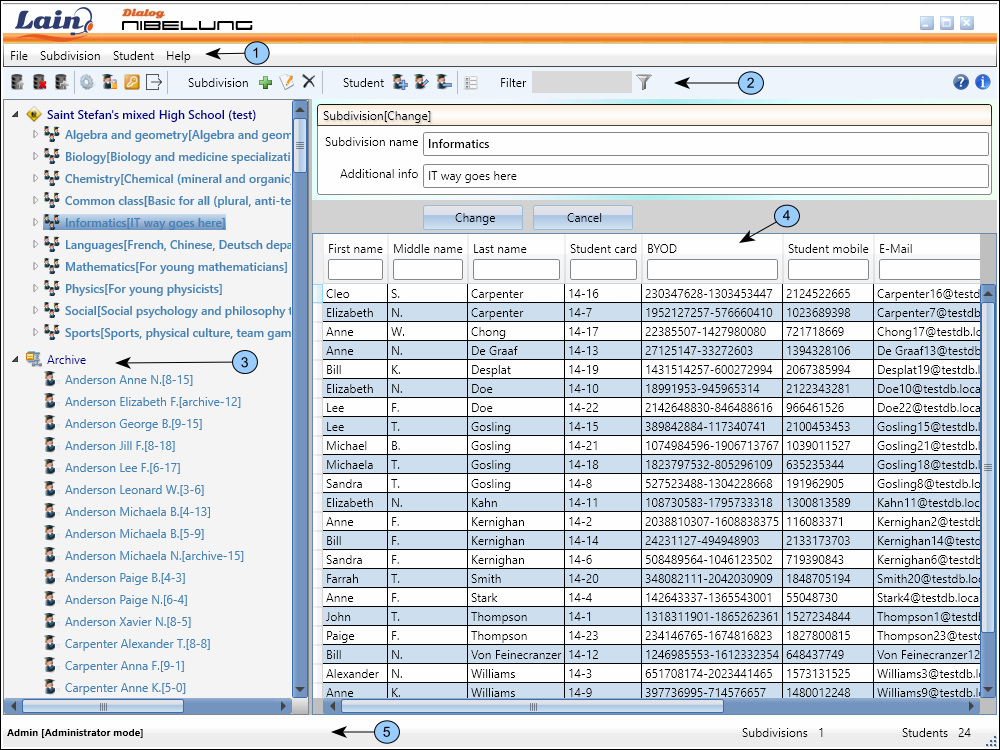 Lain
Dialog
NIBELUNG
File Subdivision Student Help 1
Subdivision Student Filter 2
Saint Stefan's mixed High School (test)
Algebra and geometry[Algebra and geom
Biology[Biology and medicine specializati
Chemistry[Chemical (mineral and organic
Common class[Basic for all (plural, anti-te
Informatics[IT way goes here]
Languages[French, Chinese, Deutsch depa
Mathematics[For young mathematicians]
Physics[For young physicists]
Social[Social psychology and philosophy t
Sports[Sports, physical culture, team gam
Archive 3
Anderson Anne N.[8-15]
Anderson Elizabeth F.[archive-12]
Anderson George B.[9-15]
Anderson Jill F.[8-18]
Anderson Lee F.[6-17]
Anderson Leonard W.[3-6]
Anderson Michaela B.[4-13]
Anderson Michaela B.[5-9]
Anderson Michaela N.[archive-15]
Anderson Paige B.[4-3]
Anderson Paige N.[6-4]
Anderson Xavier N.[8-5]
Carpenter Alexander T.[8-8]
Carpenter Anna F.[9-1]
Carpenter Anne K.[5-0]
Subdivision[Change]
Subdivision name Informatics
Additional info IT way goes here
Change Cancel 4
First name Middle name Last name Student card BYOD Student mobile E-Mail
Cleo S. Carpenter 14-16 230347628-1303453447 2124522665 Carpenter16@testd
Elizabeth N. Carpenter 14-7 1952127257-576660410 1023689398 Carpenter7@testdb
Anne W. Chong 14-17 22385507-1427980080 721718669 Chong17@testdb.loc
Anne N. De Graaf 14-13 27125147-33272603 1394328106 De Graaf13@testdb
Bill K. Desplat 14-19 1431514257-600272994 2067385994 Desplat19@testdb.lo
Elizabeth N. Doe 14-10 18991953-945965314 2122343281 Doe10@testdb.loca
Lee F. Doe 14-22 2142648830-846488616 966461526 Doe22@testdb.loca
Lee T. Gosling 14-15 389842884-117340741 2100453453 Gosling15@testdb.lo
Michael B. Gosling 14-21 1074984596-1906713767 1039011527 Gosling21@testdb.lo
Michaela T. Gosling 14-18 1823797532-805296109 635235344 Gosling18@testdb.lo
Sandra T. Gosling 14-8 527523488-1304228668 191962905 Gosling8@testdb.loc
Elizabeth N. Kahn 14-11 108730583-1795733318 1300813589 Kahn11@testdb.loc
Anne F. Kernighan 14-2 2038810307-1608838375 116083371 Kernighan2@testdb
Bill F. Kernighan 14-14 24231127-494948903 2133173703 Kernighan14@testdb
Sandra F. Kernighan 14-6 508489564-1046123502 719390843 Kernighan6@testdb
Farrah T. Smith 14-20 348082111-2042030909 1848705194 Smith20@testdb.loc
Anne F. Stark 14-4 142643337-1365543001 55048730 Stark4@testdb.loca
John T. Thompson 14-1 1318311901-1865262361 1527234844 Thompson1@testdb
Paige F. Thompson 14-23 234146765-1674816823 1827800815 Thompson23@testd
Bill N. Von Feinecranzer 14-12 1246985553-1612332354 648437749 Von Feinecranzer12
Alexander N. Williams 14-3 651708174-2023441465 1573131525 Williams3@testdb.lo
Anne K. Williams 14-9 397736995-714576657 1480012248 Williams9@testdb.lo
Admin [Administrator mode] 5 Subdivisions 1 Students 24